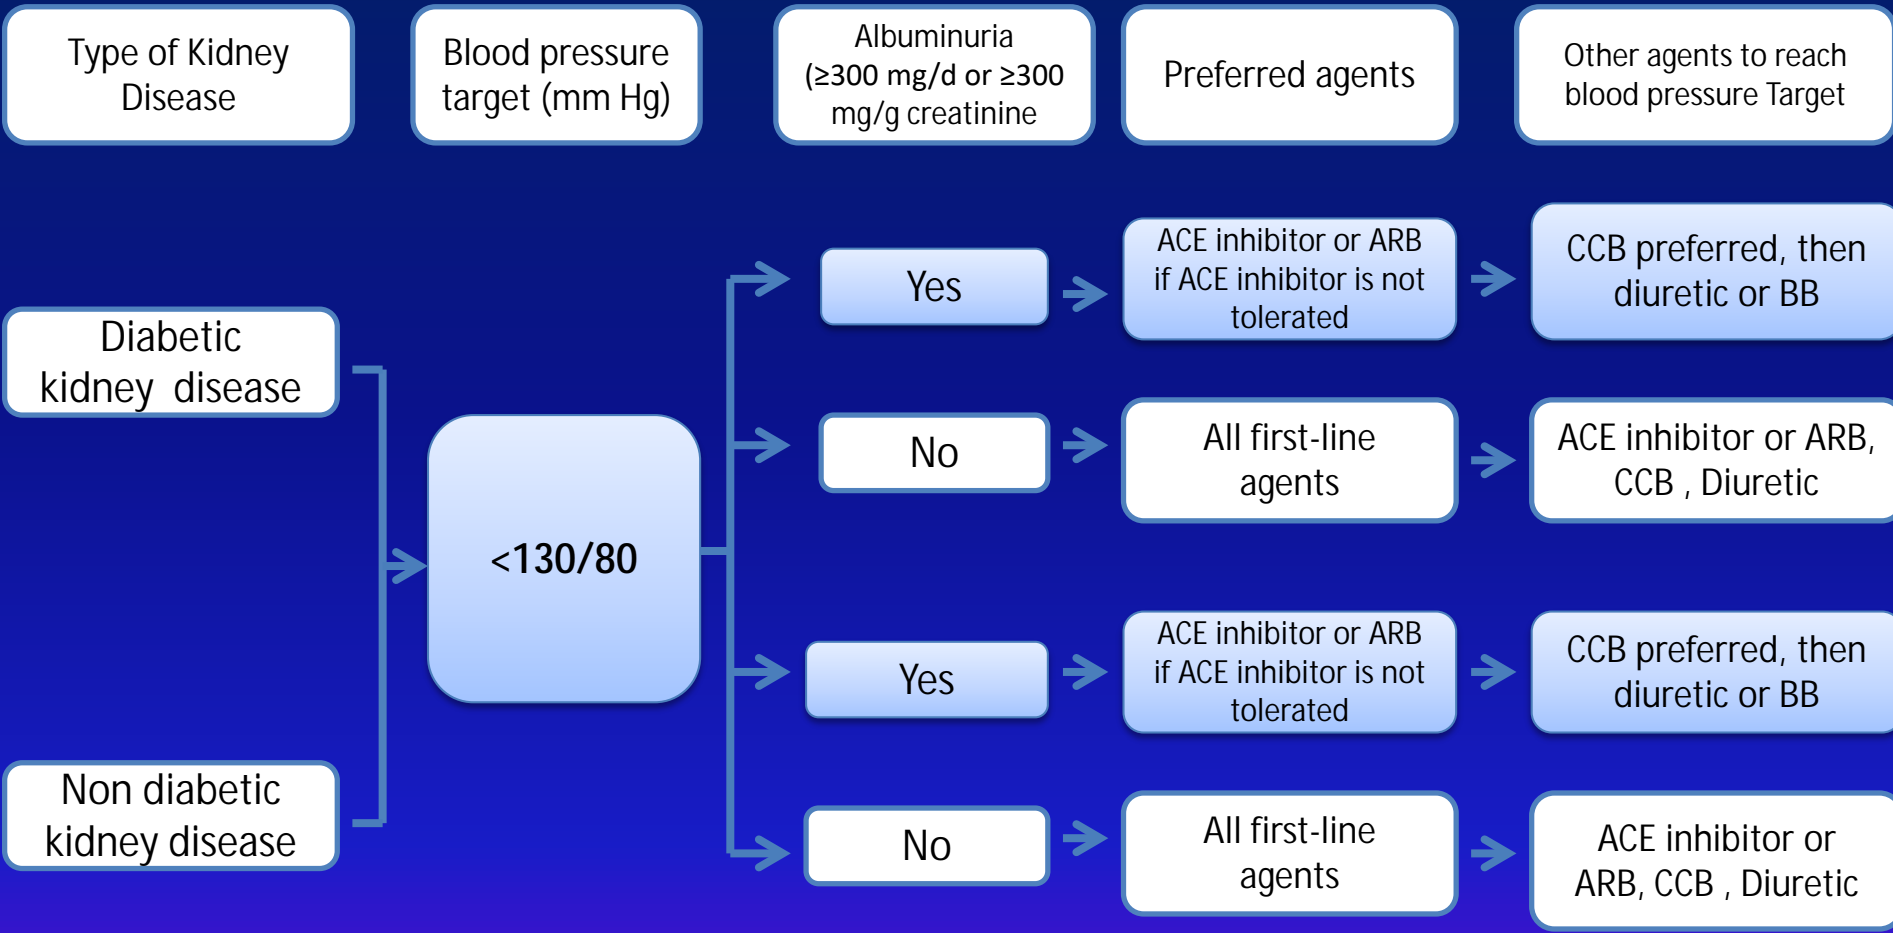 Type of Kidney
Disease
Blood pressure
target (mm Hg)
Albuminuria
(≥300 mg/d or ≥300
mg/g creatinine
Preferred agents
Other agents to reach
blood pressure Target
Diabetic
kidney disease
Non diabetic
kidney disease
<130/80
Yes
ACE inhibitor or ARB
if ACE inhibitor is not
tolerated
CCB preferred, then
diuretic or BB
No
All first-line
agents
ACE inhibitor or ARB,
CCB , Diuretic
Yes
ACE inhibitor or ARB
if ACE inhibitor is not
tolerated
CCB preferred, then
diuretic or BB
No
All first-line
agents
ACE inhibitor or
ARB, CCB , Diuretic